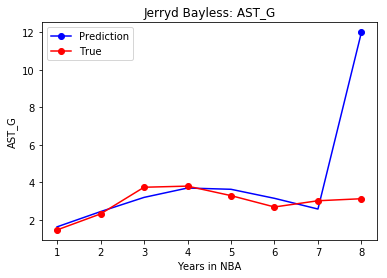 Jerryd Bayless: AST_G
Prediction
True
12
10
8
6
4
2
AST_G
1 2 3 4 5 6 7 8
Years in NBA